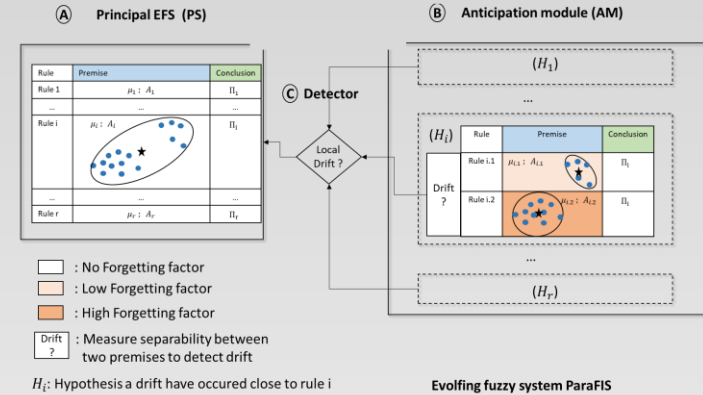 A Principal EFS (PS)
B Anticipation module (AM)
Rule Premise Conclusion
Rule 1 μ₁ ; A₁ Π₁
... ... ...
Rule i μᵢ ; Aᵢ Πᵢ
... ... ...
Rule r μᵣ ; Aᵣ Πᵣ
C Detector
Local
Drift ?
(H₁)
...
(Hᵢ)
Rule Premise Conclusion
Drift
?
Rule i.1 μᵢ.₁ ; Aᵢ.₁ Πᵢ
Rule i.2 μᵢ.₂ ; Aᵢ.₂ Πᵢ
...
(Hᵣ)
: No Forgetting factor
: Low Forgetting factor
: High Forgetting factor
Drift
?
: Measure separability between
two premises to detect drift
Hᵢ: Hypothesis a drift have occured close to rule i
Evolfing fuzzy system ParaFIS